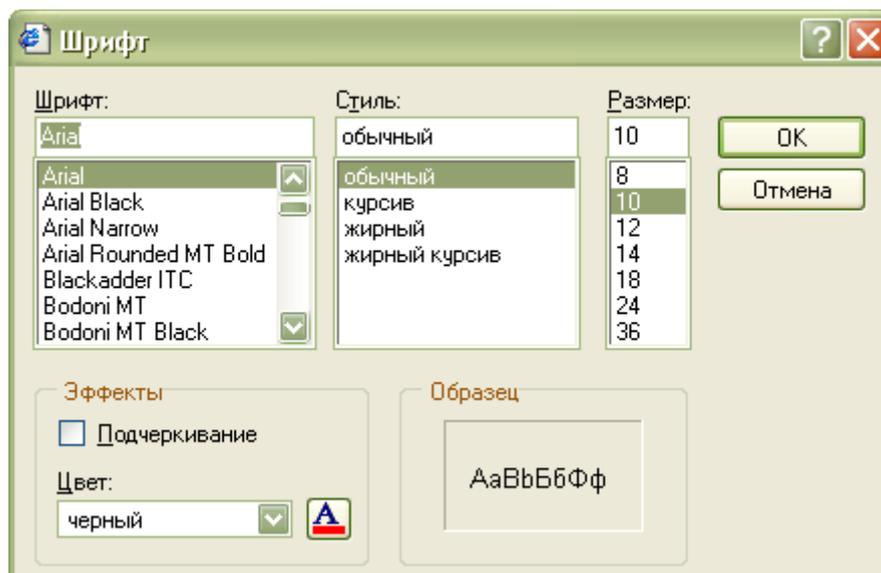 Шрифт
Шрифт:
Arial
Arial
Arial Black
Arial Narrow
Arial Rounded MT Bold
Blackadder ITC
Bodoni MT
Bodoni MT Black
Стиль:
обычный
обычный
курсив
жирный
жирный курсив
Размер:
10
8
10
12
14
18
24
36
OK
Отмена
Эффекты
Подчеркивание
Цвет:
черный
A
Образец
АаBbБбФф